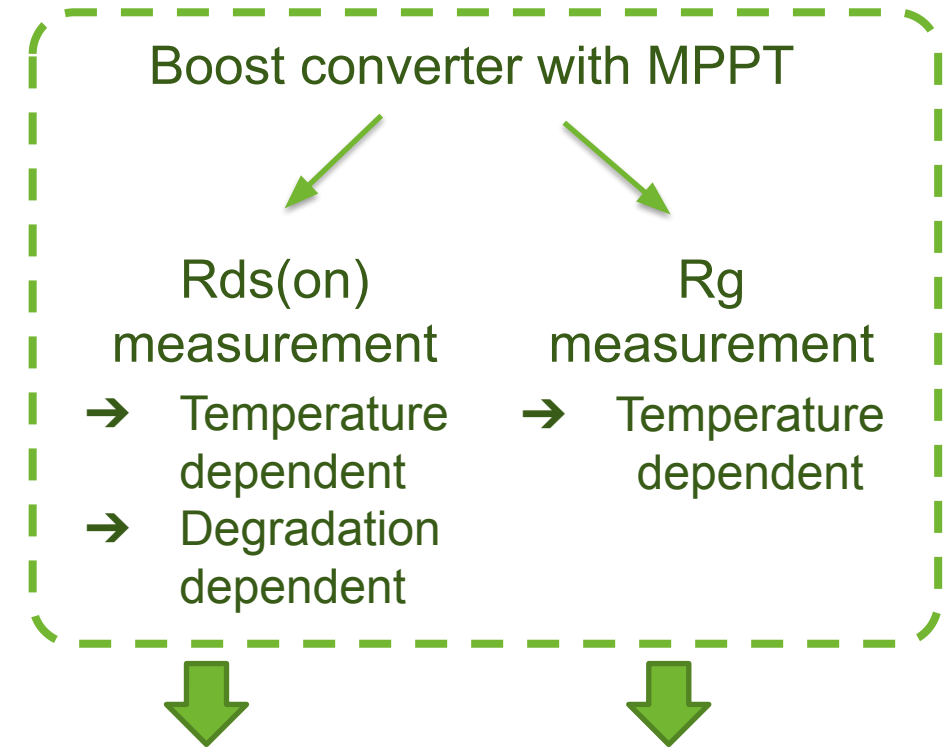 Boost converter with MPPT
Rds(on)
measurement
➔ Temperature
dependent
➔ Degradation
dependent
Rg
measurement
➔ Temperature
dependent